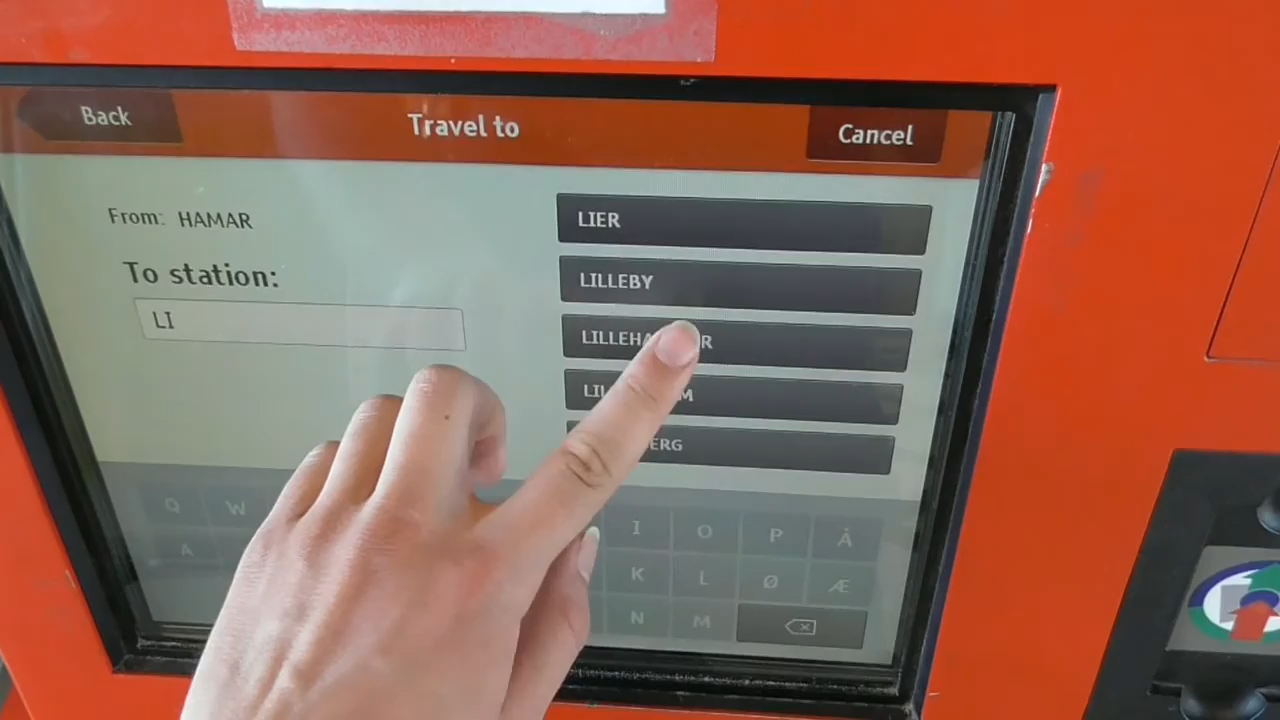 Back
Travel to
Cancel
From: HAMAR
To station:
LI
LIER
LILLEBY
Q W
I O P Å
A
K L Ø Æ
N M